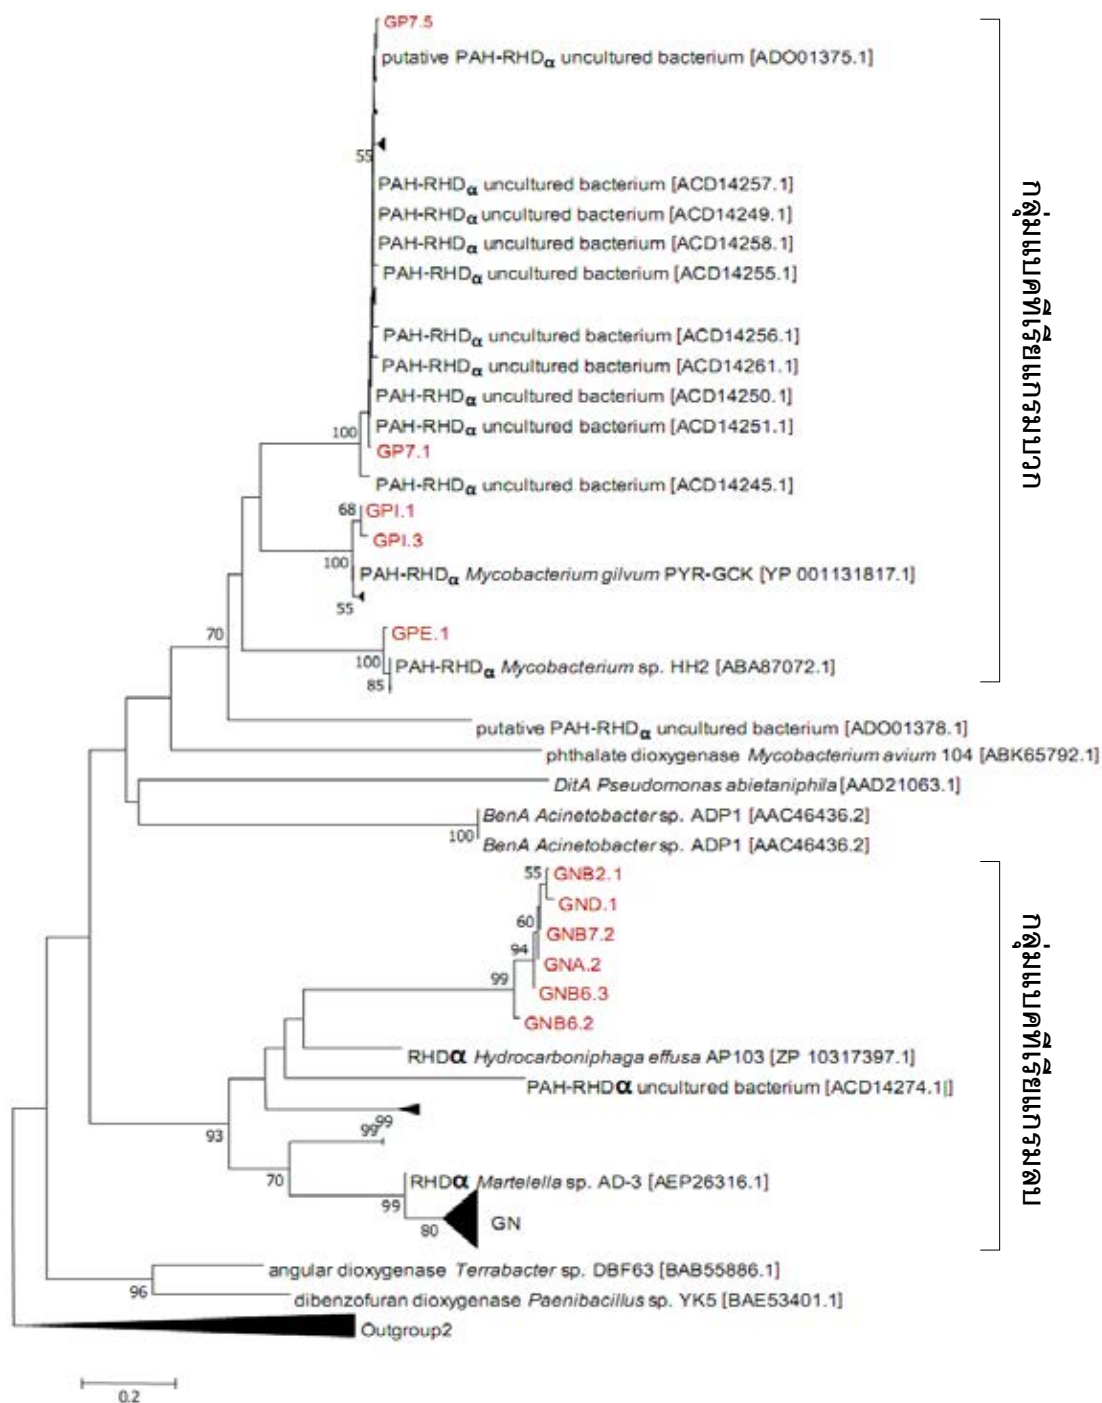 GP7.5
putative PAH-RHDα uncultured bacterium [ADO01375.1]
55
PAH-RHDα uncultured bacterium [ACD14257.1]
PAH-RHDα uncultured bacterium [ACD14249.1]
PAH-RHDα uncultured bacterium [ACD14258.1]
PAH-RHDα uncultured bacterium [ACD14255.1]
PAH-RHDα uncultured bacterium [ACD14256.1]
PAH-RHDα uncultured bacterium [ACD14261.1]
PAH-RHDα uncultured bacterium [ACD14250.1]
PAH-RHDα uncultured bacterium [ACD14251.1]
100
GP7.1
PAH-RHDα uncultured bacterium [ACD14245.1]
68
GPI.1
GPI.3
100
PAH-RHDα Mycobacterium gilvum PYR-GCK [YP 001131817.1]
55
70
GPE.1
100
PAH-RHDα Mycobacterium sp. HH2 [ABA87072.1]
85
กลุ่มแบคทีเรียแกรมบวก
putative PAH-RHDα uncultured bacterium [ADO01378.1]
phthalate dioxygenase Mycobacterium avium 104 [ABK65792.1]
DitA Pseudomonas abietaniphila [AAD21063.1]
BenA Acinetobacter sp. ADP1 [AAC46436.2]
100
BenA Acinetobacter sp. ADP1 [AAC46436.2]
55
GNB2.1
GND.1
60
GNB7.2
94
GNA.2
99
GNB6.3
GNB6.2
RHDα Hydrocarboniphaga effusa AP103 [ZP 10317397.1]
PAH-RHDα uncultured bacterium [ACD14274.1|]
99
99
93
70
RHDα Martelella sp. AD-3 [AEP26316.1]
99
80
GN
กลุ่มแบคทีเรียแกรมลบ
angular dioxygenase Terrabacter sp. DBF63 [BAB55886.1]
96
dibenzofuran dioxygenase Paenibacillus sp. YK5 [BAE53401.1]
Outgroup2
0.2